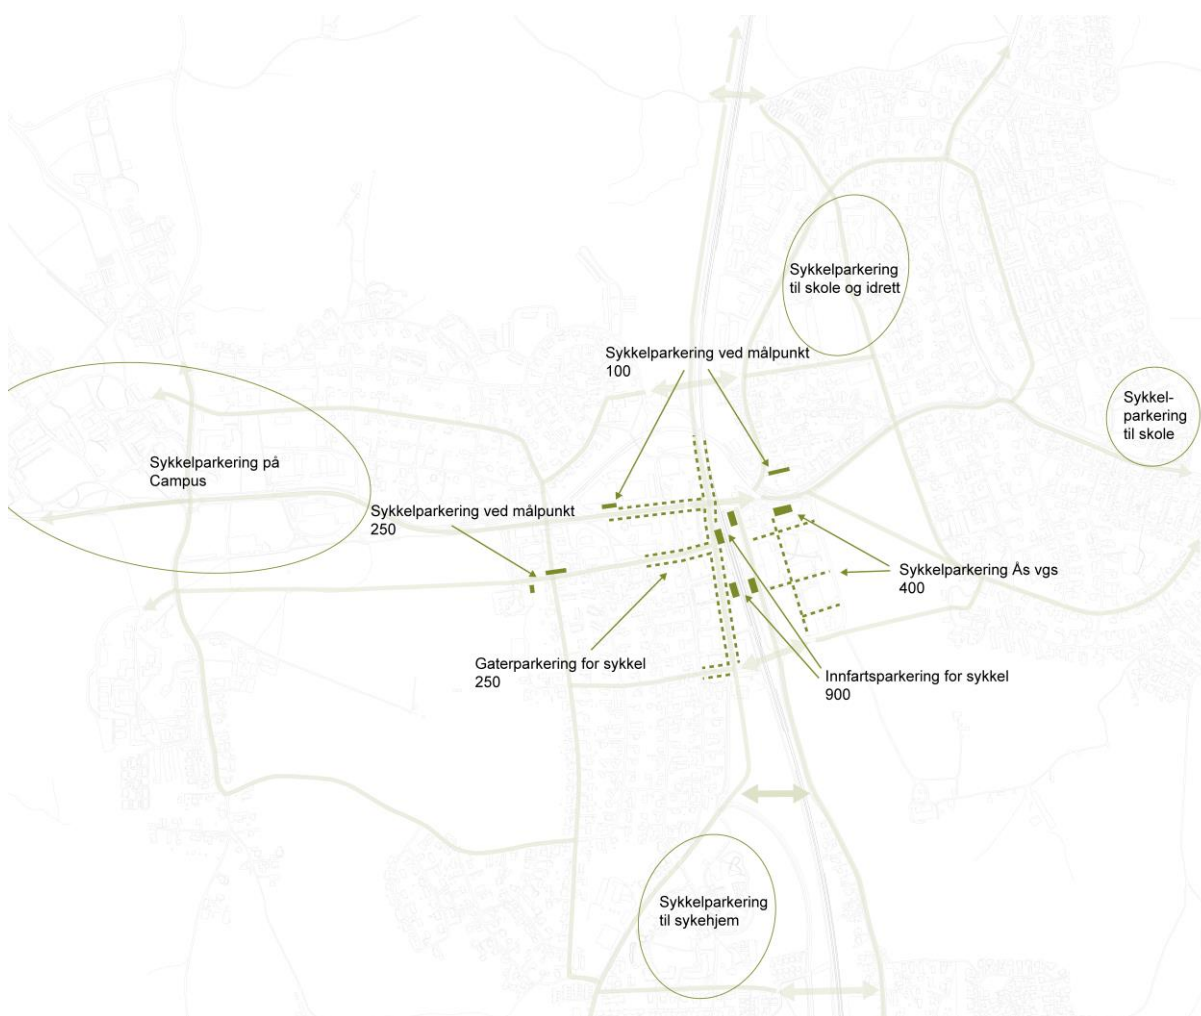 Sykkelparkering
til skole og idrett
Sykkelparkering ved målpunkt
100
Sykkel-
parkering
til skole
Sykkelparkering på
Campus
Sykkelparkering ved målpunkt
250
Sykkelparkering Ås vgs
400
Gaterparkering for sykkel
250
Innfartsparkering for sykkel
900
Sykkelparkering
til sykehjem